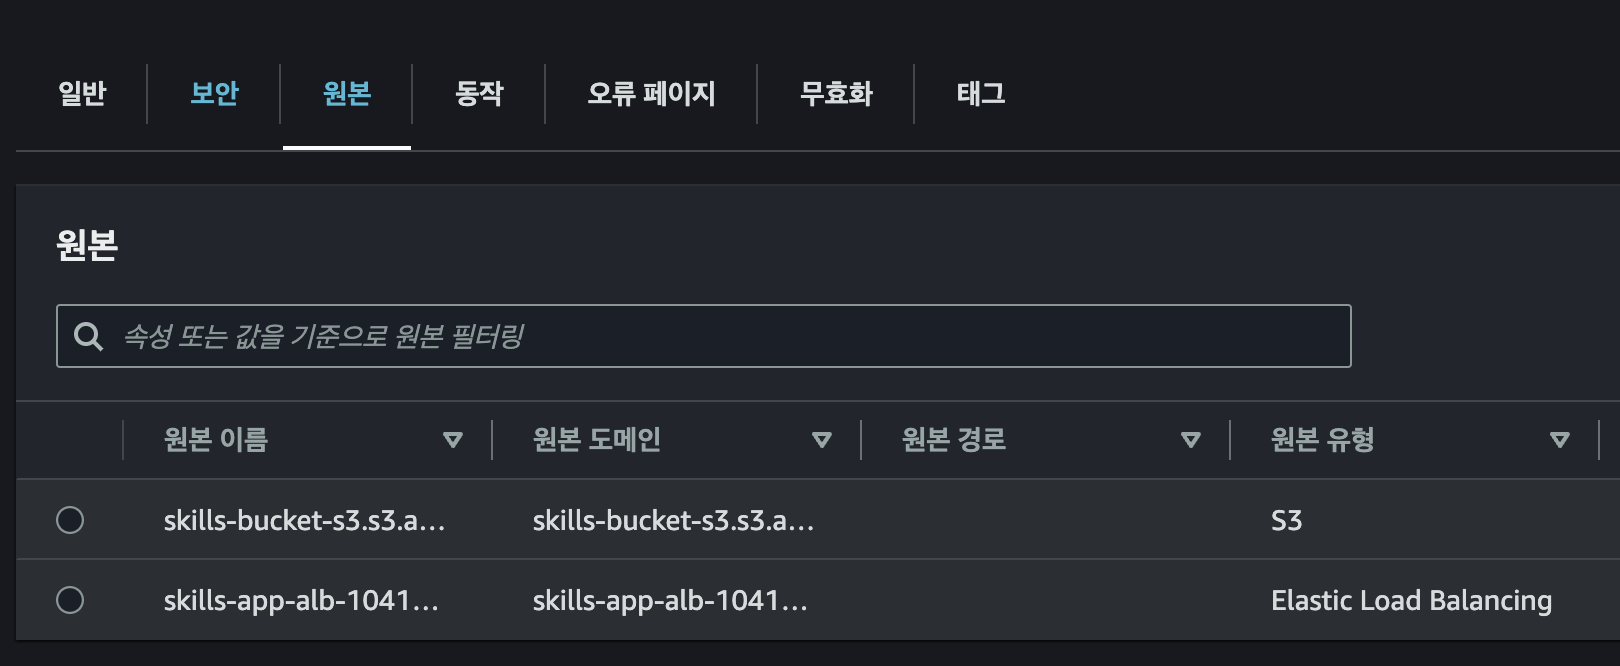 일반 보안 원본 동작 오류 페이지 무효화 태그
원본
속성 또는 값을 기준으로 원본 필터링
원본 이름 원본 도메인 원본 경로 원본 유형
skills-bucket-s3.s3.a... skills-bucket-s3.s3.a... S3
skills-app-alb-1041... skills-app-alb-1041... Elastic Load Balancing